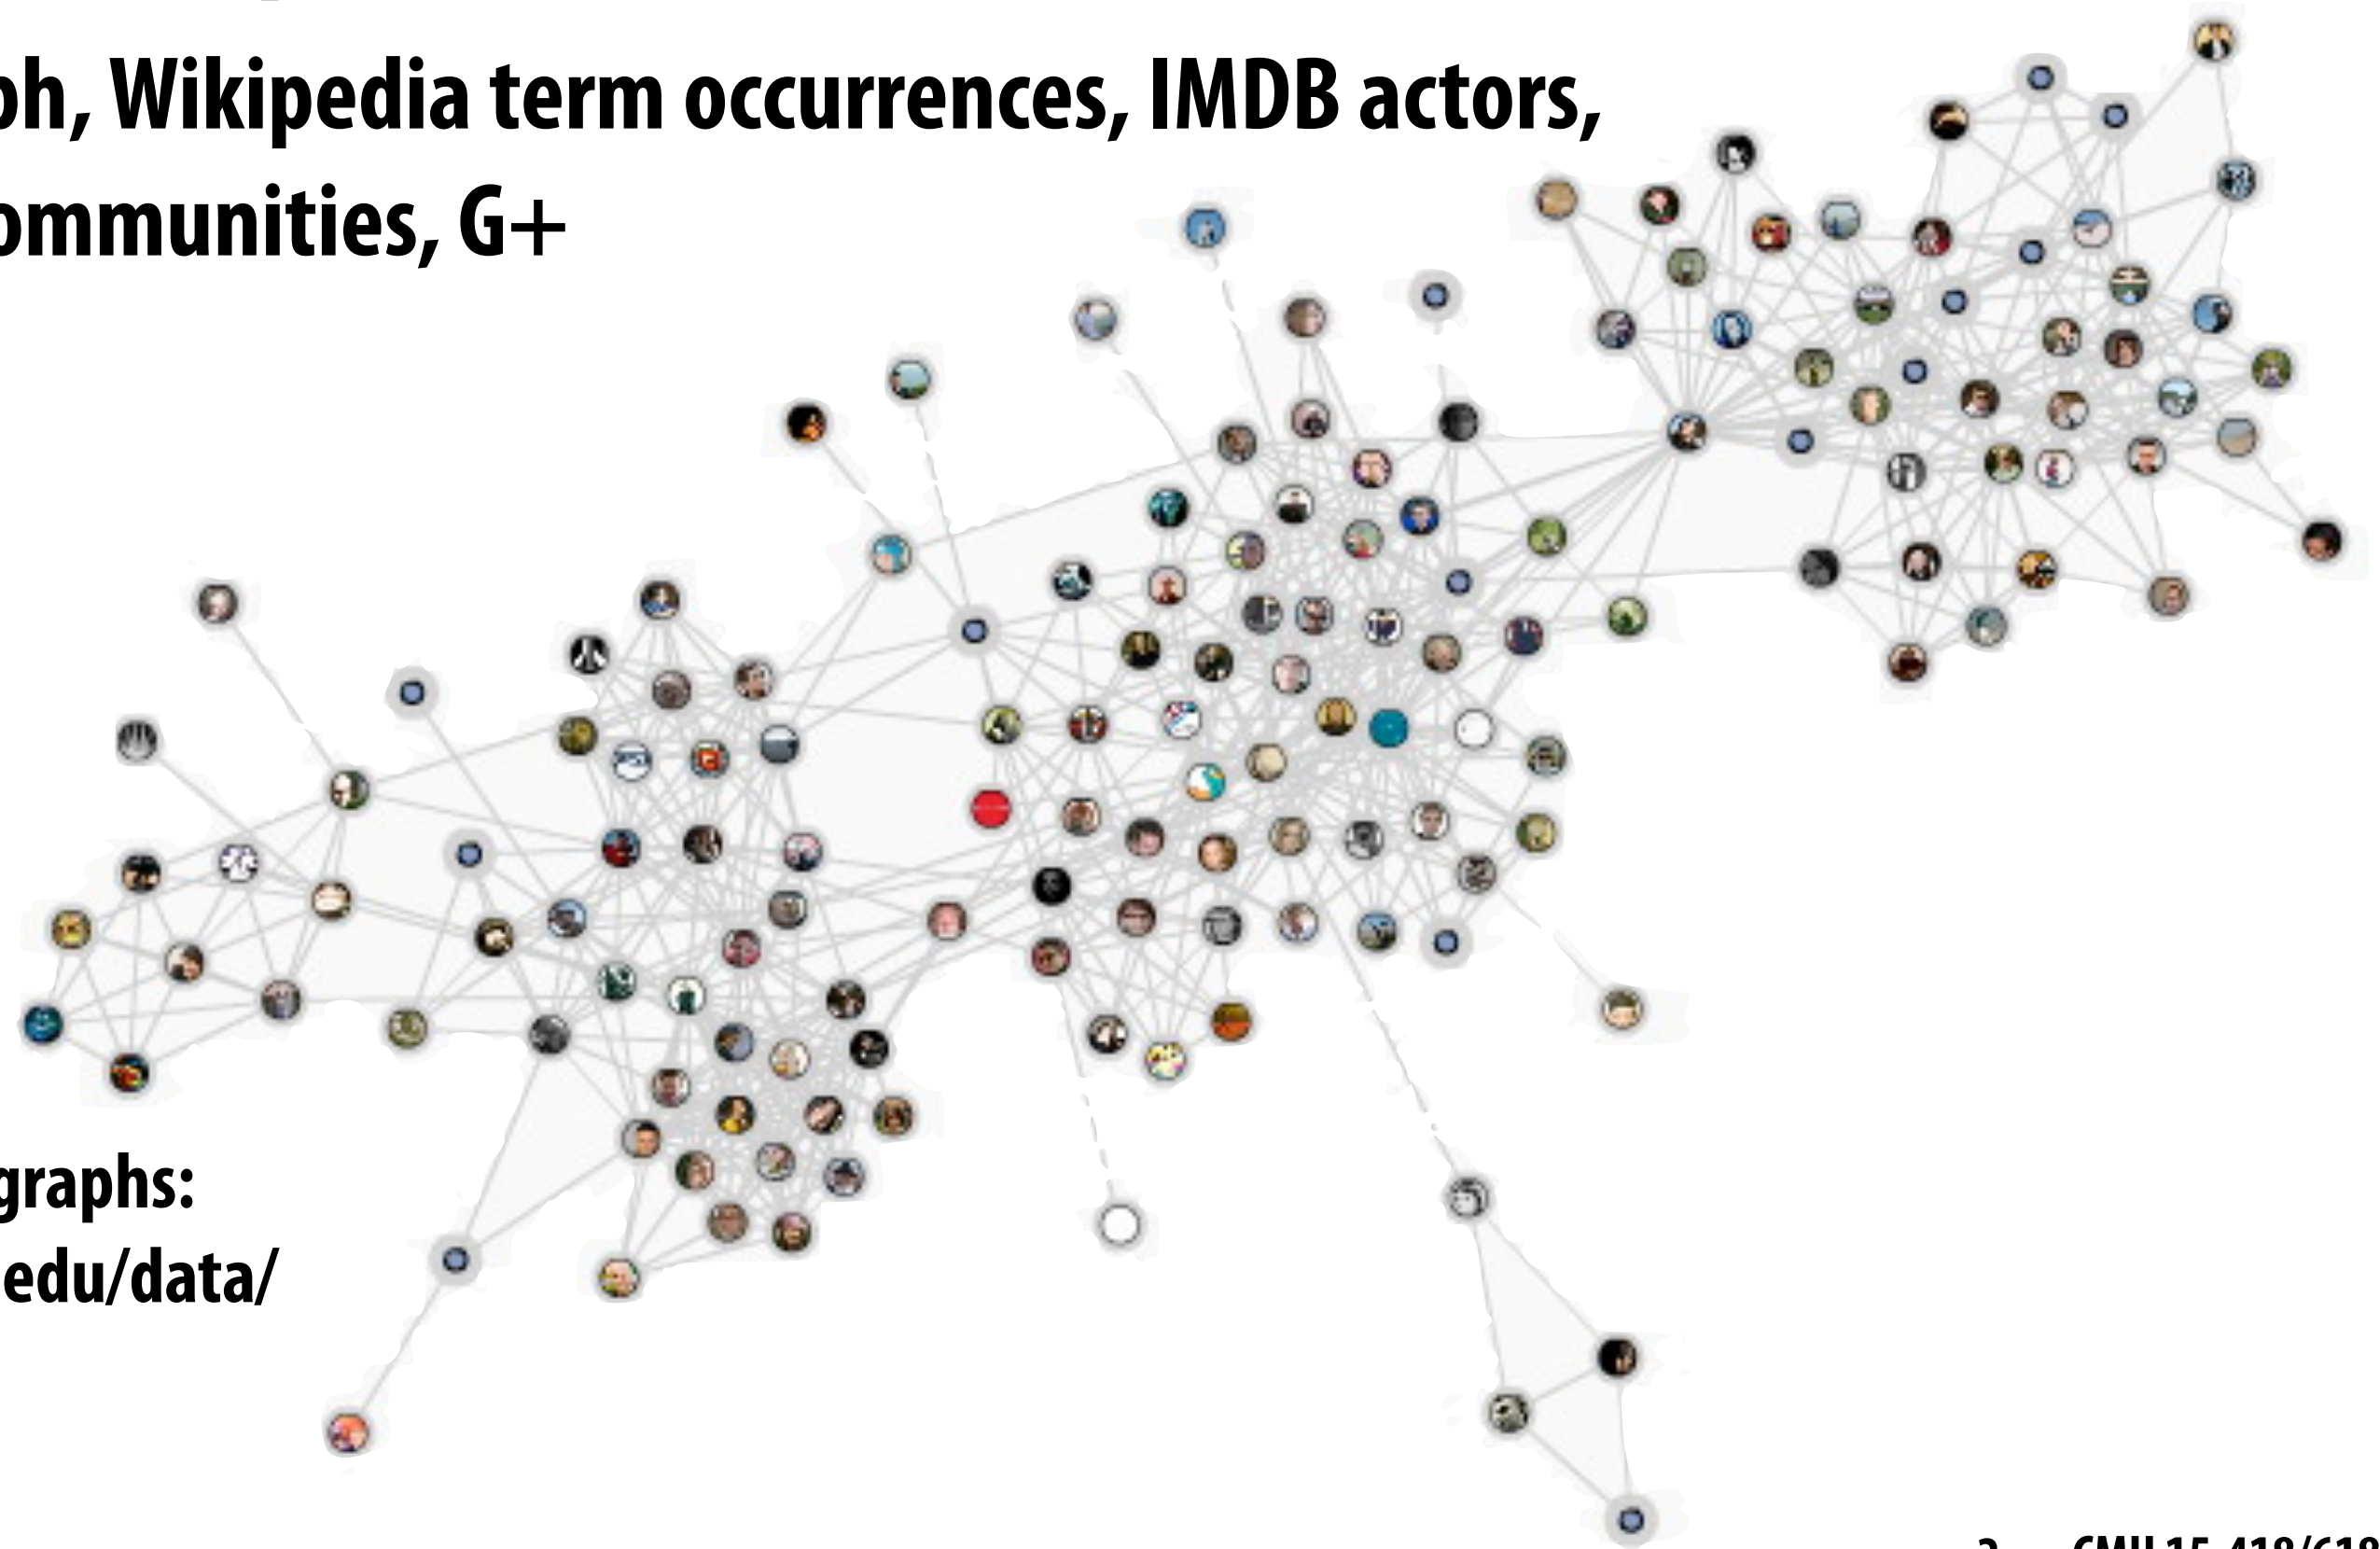 ph, Wikipedia term occurrences, IMDB actors,
ommunities, G+
graphs:
edu/data/